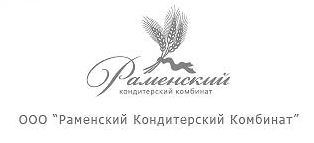 Раменский
кондитерский комбинат
ООО “Раменский Кондитерский Комбинат”